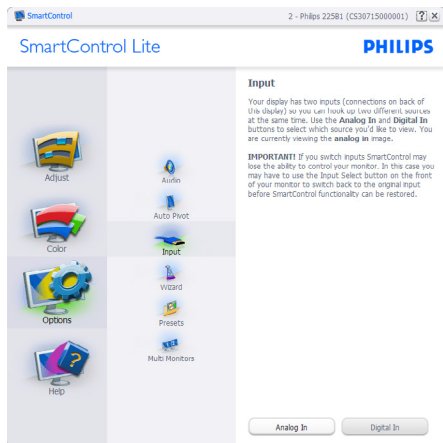 SmartControl
2 - Philips 225B1 (CS30715000001)
SmartControl Lite
PHILIPS
Adjust
Color
Options
Help
Audio
Auto Pivot
Input
Wizard
Presets
Multi Monitors
Input
Your display has two inputs (connections on back of
this display) so you can hook up two different sources
at the same time. Use the Analog In and Digital In
buttons to select which source you'd like to view. You
are currently viewing the analog in image.
IMPORTANT! If you switch inputs SmartControl may
lose the ability to control your monitor. In this case you
may have to use the Input Select button on the front
of your monitor to switch back to the original input
before SmartControl functionality can be restored.
Analog In
Digital In